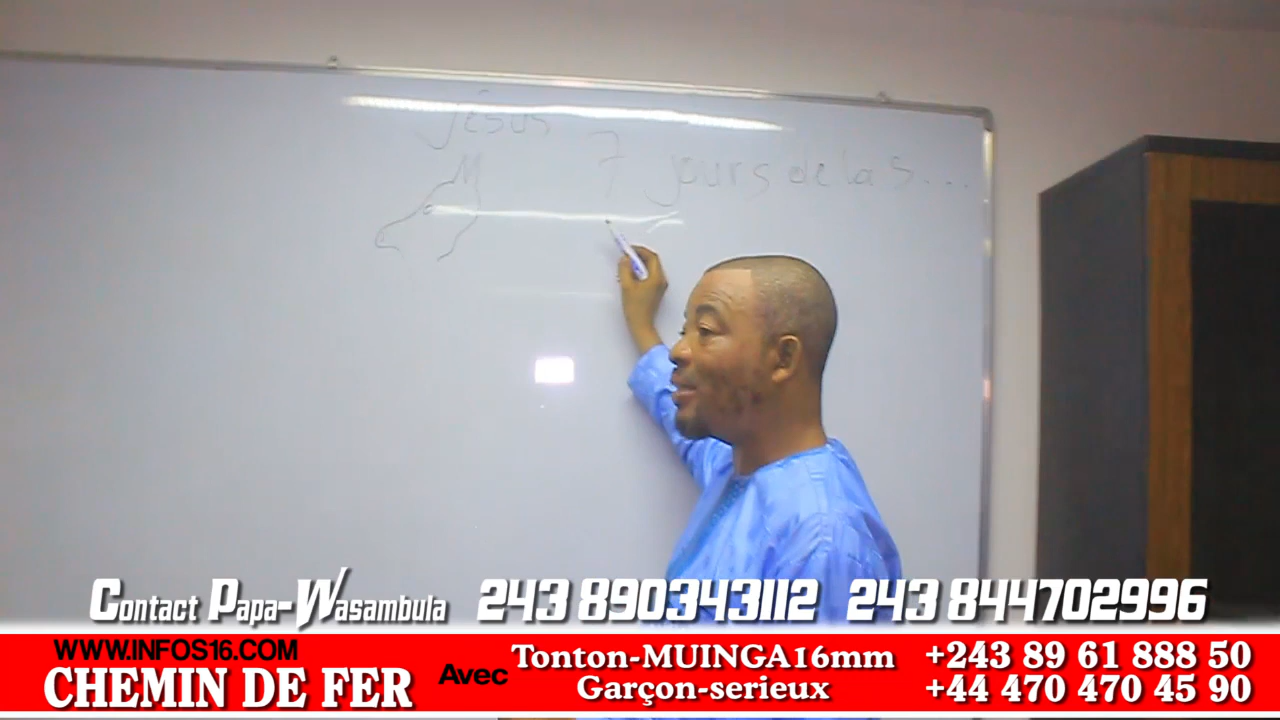 Jésus
7 jours de la s...
Contact Papa-Wasambula 243 890343112 243 844702996
WWW.INFOS16.COM
CHEMIN DE FER
Avec
Tonton-MUINGA16mm +243 89 61 888 50
Garçon-serieux +44 470 470 45 90